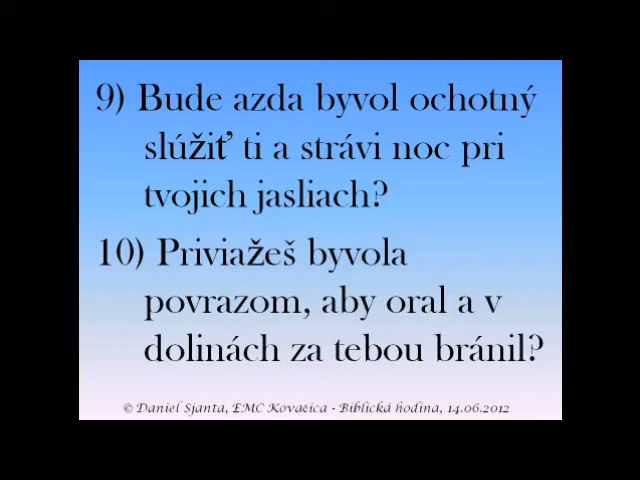 9) Bude azda byvol ochotný
slúžiť ti a strávi noc pri
tvojich jasliach?
10) Priviažeš byvola
povrazom, aby oral a v
dolinách za tebou bránil?
© Daniel Sjanta, EMC Kovačica - Biblická hodina, 14.06.2012